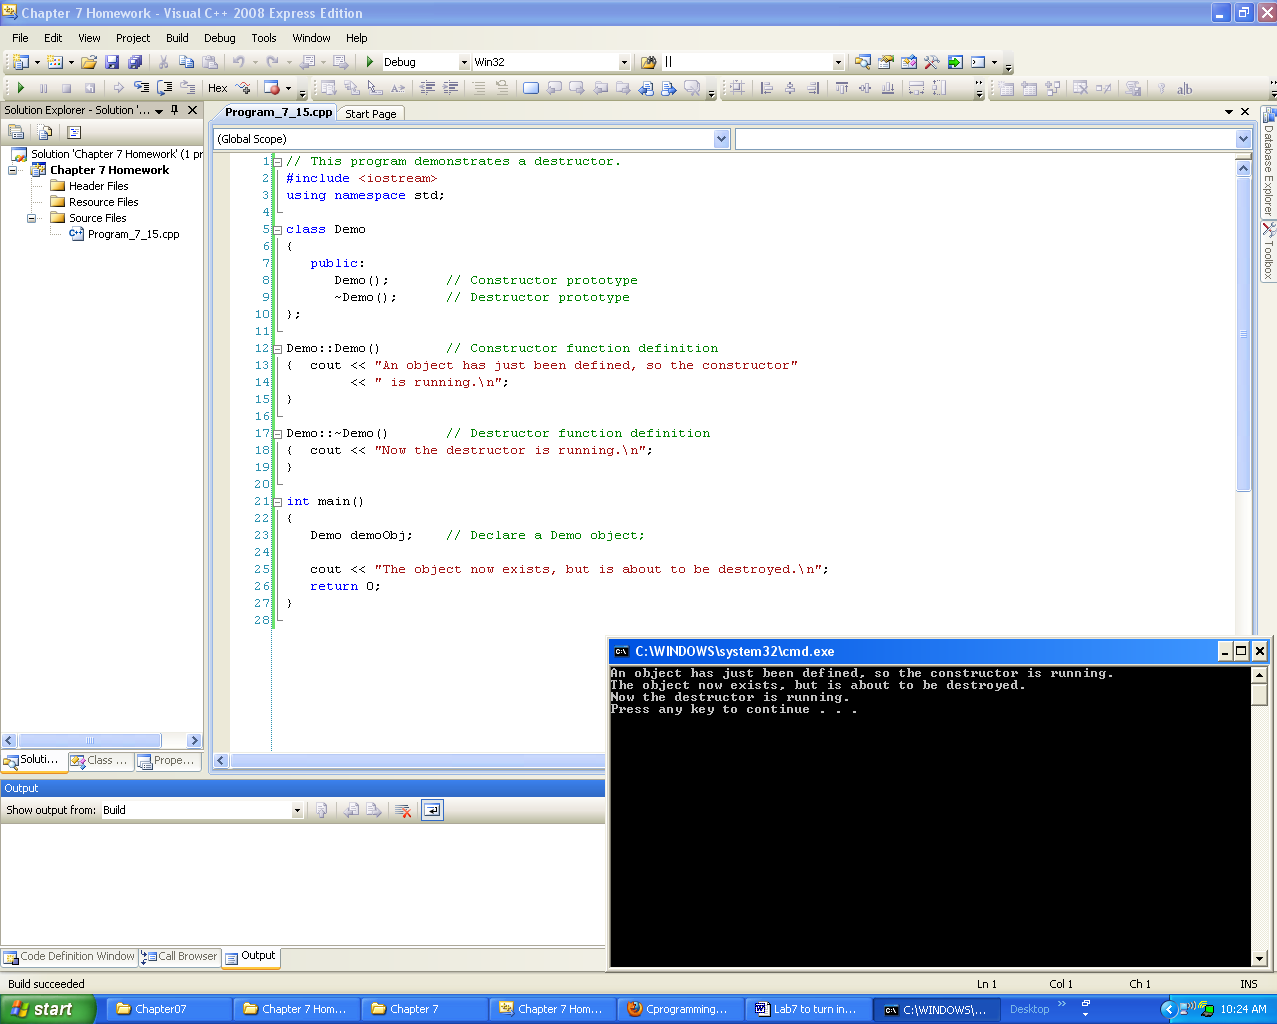 Chapter 7 Homework - Visual C++ 2008 Express Edition
File Edit View Project Build Debug Tools Window Help
Debug Win32 ||
Hex
Solution Explorer - Solution '...
Program_7_15.cpp Start Page
(Global Scope)
Solution 'Chapter 7 Homework' (1 pr
Chapter 7 Homework
Header Files
Resource Files
Source Files
Program_7_15.cpp
Database Explorer
Toolbox
1 // This program demonstrates a destructor.
2 #include <iostream>
3 using namespace std;
4
5 class Demo
6 {
7 public:
8 Demo(); // Constructor prototype
9 ~Demo(); // Destructor prototype
10 };
11
12 Demo::Demo() // Constructor function definition
13 { cout << "An object has just been defined, so the constructor"
14 << " is running.\n";
15 }
16
17 Demo::~Demo() // Destructor function definition
18 { cout << "Now the destructor is running.\n";
19 }
20
21 int main()
22 {
23 Demo demoObj; // Declare a Demo object;
24
25 cout << "The object now exists, but is about to be destroyed.\n";
26 return 0;
27 }
28
Soluti... Class ... Prope...
C:\WINDOWS\system32\cmd.exe
An object has just been defined, so the constructor is running.
The object now exists, but is about to be destroyed.
Now the destructor is running.
Press any key to continue . . .
Output
Show output from: Build
Code Definition Window Call Browser Output
Build succeeded Ln 1 Col 1 Ch 1 INS
start Chapter07 Chapter 7 Hom... Chapter 7 Chapter 7 Hom... Cprogramming... Lab7 to turn in... C:\WINDOWS\... Desktop » 10:24 AM